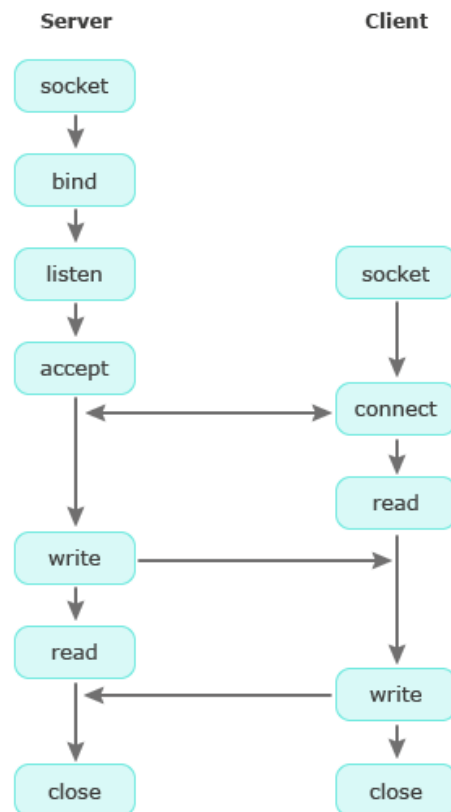 Server Client
socket
bind
listen
socket
accept
connect
read
write
read
write
close close